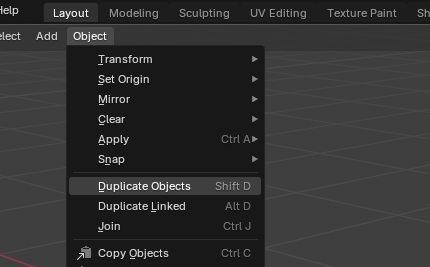 Help Layout Modeling Sculpting UV Editing Texture Paint Sh
elect Add Object
Transform
Set Origin
Mirror
Clear
Apply Ctrl A
Snap
Duplicate Objects Shift D
Duplicate Linked Alt D
Join Ctrl J
Copy Objects Ctrl C